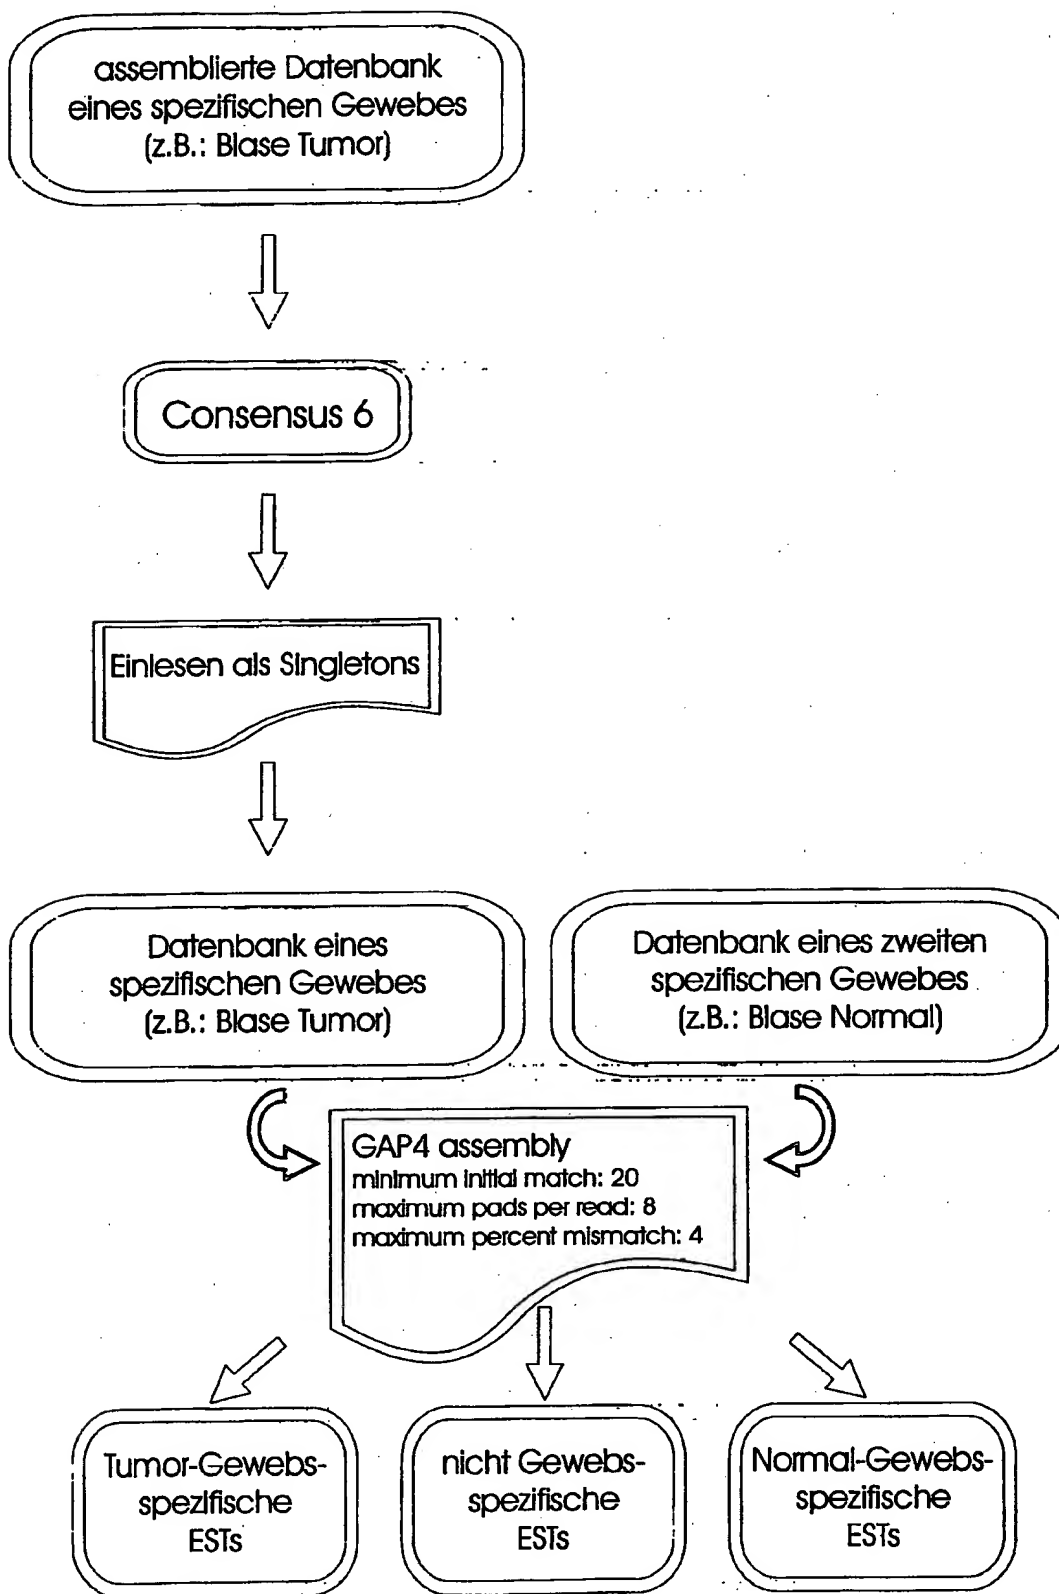 assemblierte Datenbank
eines spezifischen Gewebes
(z.B.: Blase Tumor)
Consensus 6
Einlesen als Singletons
Datenbank eines
spezifischen Gewebes
(z.B.: Blase Tumor)
Datenbank eines zweiten
spezifischen Gewebes
(z.B.: Blase Normal)
GAP4 assembly
minimum initial match: 20
maximum pads per read: 8
maximum percent mismatch: 4
Tumor-Gewebs-
spezifische
ESTs
nicht Gewebs-
spezifische
ESTs
Normal-Gewebs-
spezifische
ESTs